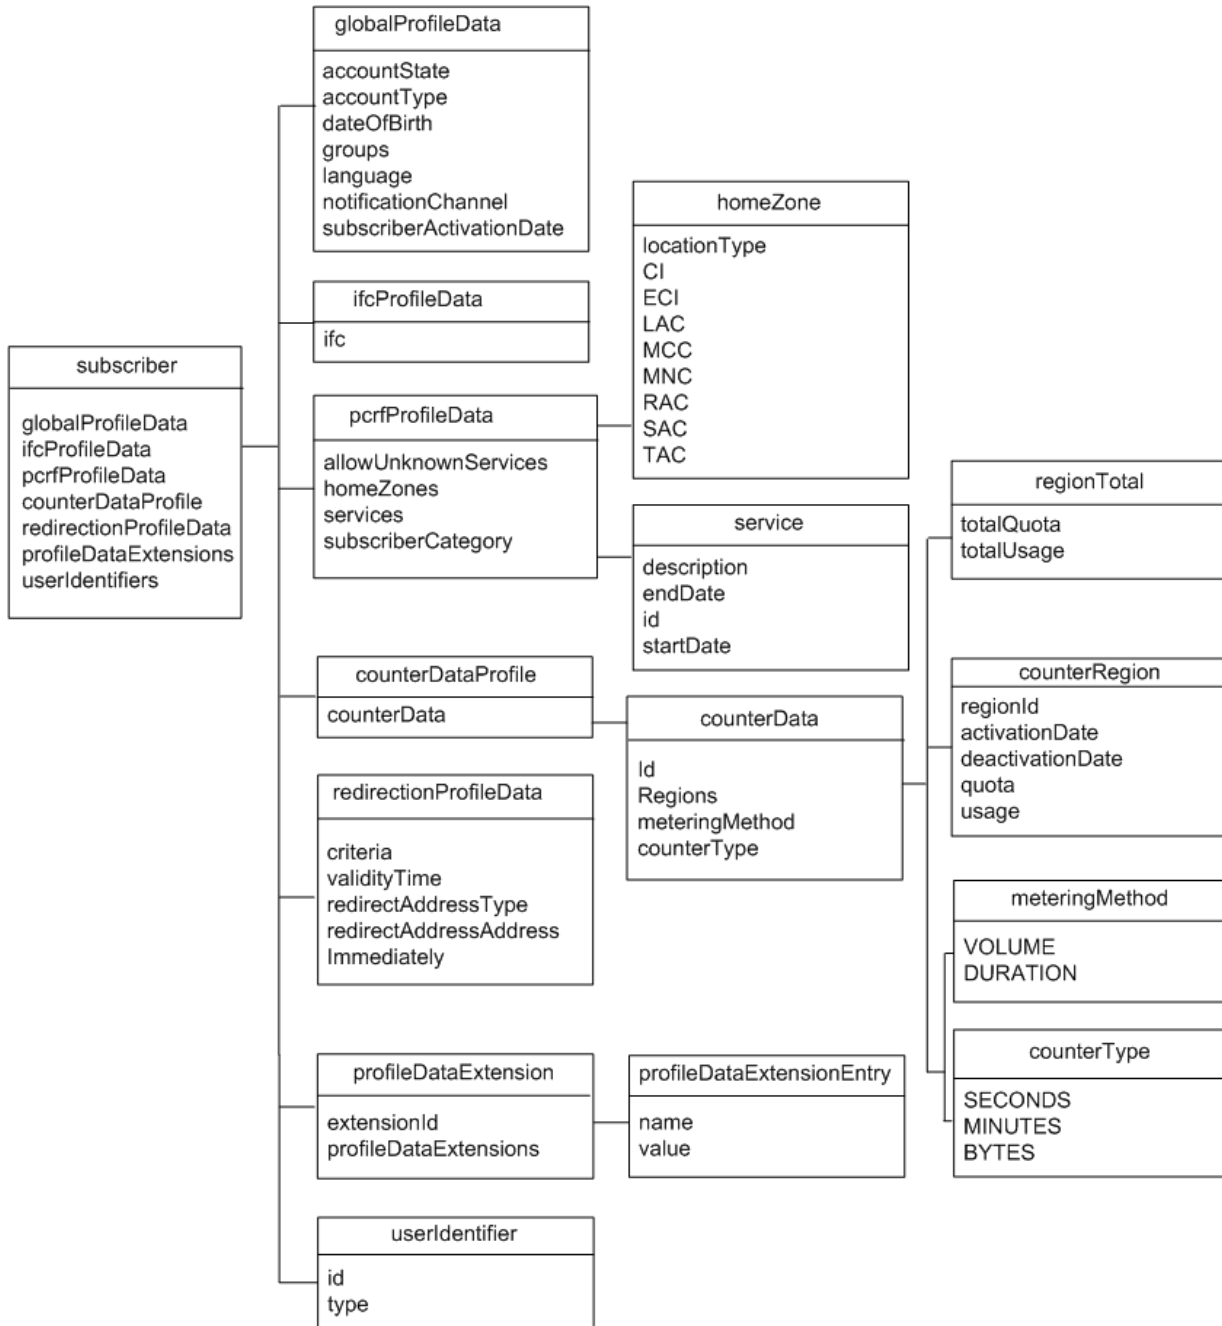 globalProfileData
accountState
accountType
dateOfBirth
groups
language
notificationChannel
subscriberActivationDate
homeZone
locationType
CI
ECI
LAC
MCC
MNC
RAC
SAC
TAC
ifcProfileData
ifc
subscriber
globalProfileData
ifcProfileData
pcrfProfileData
counterDataProfile
redirectionProfileData
profileDataExtensions
userIdentifiers
pcrfProfileData
allowUnknownServices
homeZones
services
subscriberCategory
service
description
endDate
id
startDate
regionTotal
totalQuota
totalUsage
counterDataProfile
counterData
counterData
Id
Regions
meteringMethod
counterType
counterRegion
regionId
activationDate
deactivationDate
quota
usage
redirectionProfileData
criteria
validityTime
redirectAddressType
redirectAddressAddress
Immediately
meteringMethod
VOLUME
DURATION
counterType
SECONDS
MINUTES
BYTES
profileDataExtension
extensionId
profileDataExtensions
profileDataExtensionEntry
name
value
userIdentifier
id
type